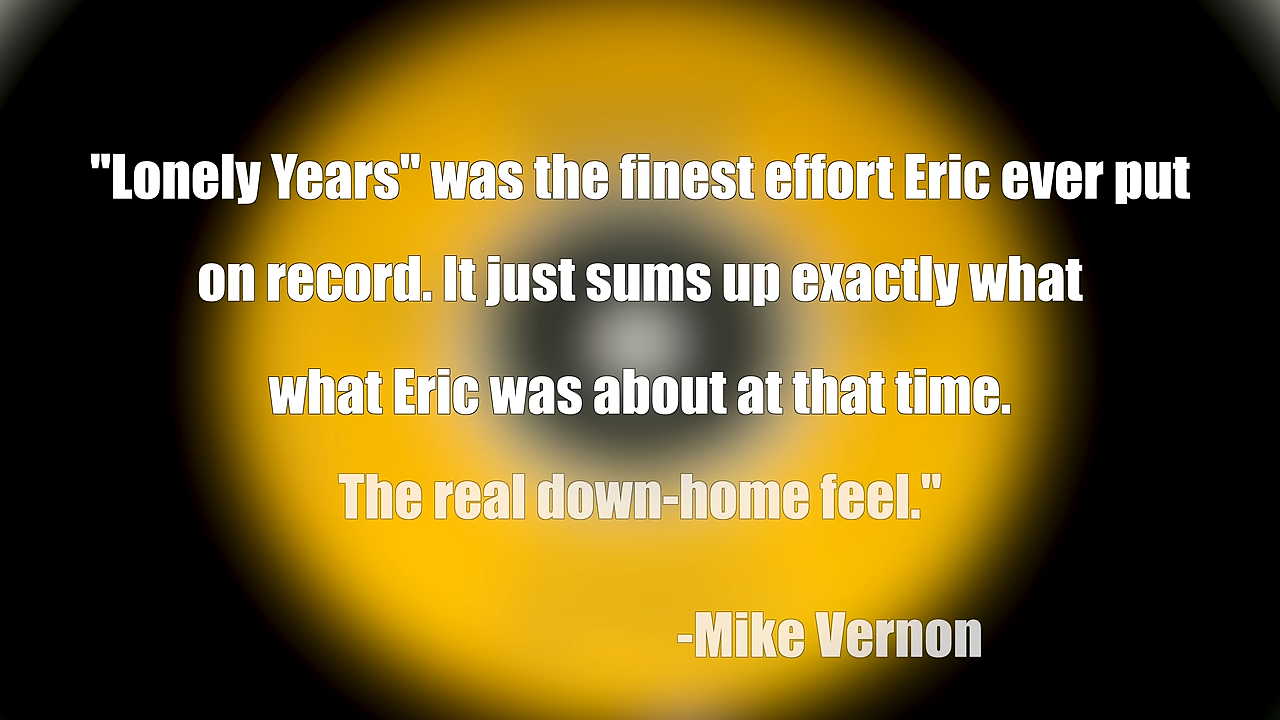 "Lonely Years" was the finest effort Eric ever put
on record. It just sums up exactly what
what Eric was about at that time.
The real down-home feel."
-Mike Vernon